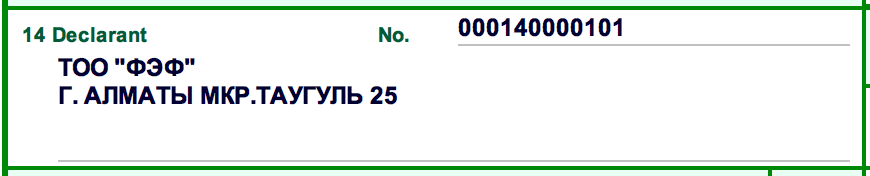 14 Declarant No. 000140000101
ТОО "ФЭФ"
Г. АЛМАТЫ МКР.ТАУГУЛЬ 25